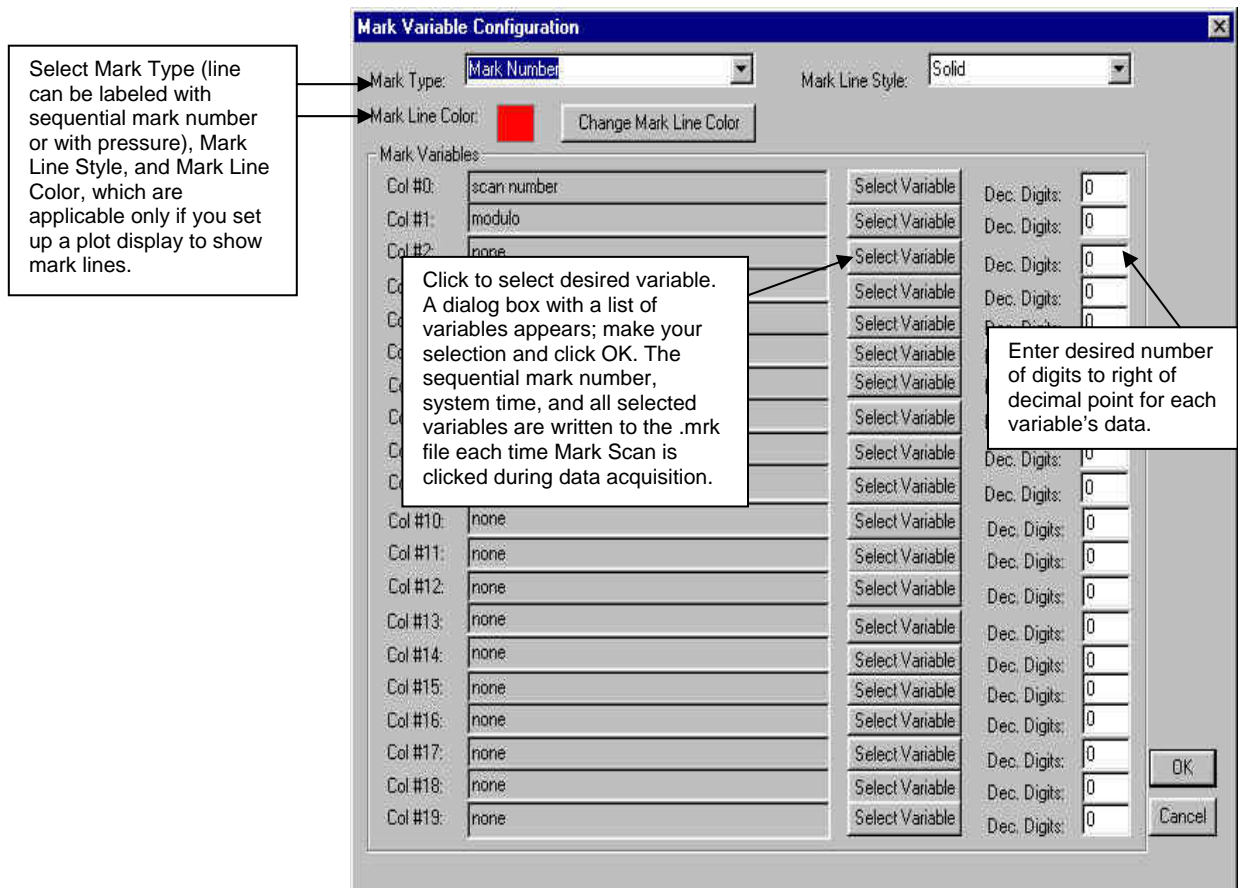 Mark Variable Configuration
Select Mark Type (line
can be labeled with
sequential mark number
or with pressure), Mark
Line Style, and Mark Line
Color, which are
applicable only if you set
up a plot display to show
mark lines.
Mark Type: Mark Number Mark Line Style: Solid
Mark Line Color: Change Mark Line Color
Mark Variables
Col #0: scan number Select Variable Dec. Digits: 0
Col #1: modulo Select Variable Dec. Digits: 0
Col #2: none Select Variable Dec. Digits: 0
Select Variable Dec. Digits: 0
Select Variable 0
Select Variable
Select Variable
Select Variable
Select Variable Dec. Digits: 0
Select Variable Dec. Digits: 0
Click to select desired variable.
A dialog box with a list of
variables appears; make your
selection and click OK. The
sequential mark number,
system time, and all selected
variables are written to the .mrk
file each time Mark Scan is
clicked during data acquisition.
Enter desired number
of digits to right of
decimal point for each
variable's data.
Col #10: none Select Variable Dec. Digits: 0
Col #11: none Select Variable Dec. Digits: 0
Col #12: none Select Variable Dec. Digits: 0
Col #13: none Select Variable Dec. Digits: 0
Col #14: none Select Variable Dec. Digits: 0
Col #15: none Select Variable Dec. Digits: 0
Col #16: none Select Variable Dec. Digits: 0
Col #17: none Select Variable Dec. Digits: 0
Col #18: none Select Variable Dec. Digits: 0
Col #19: none Select Variable Dec. Digits: 0
OK
Cancel